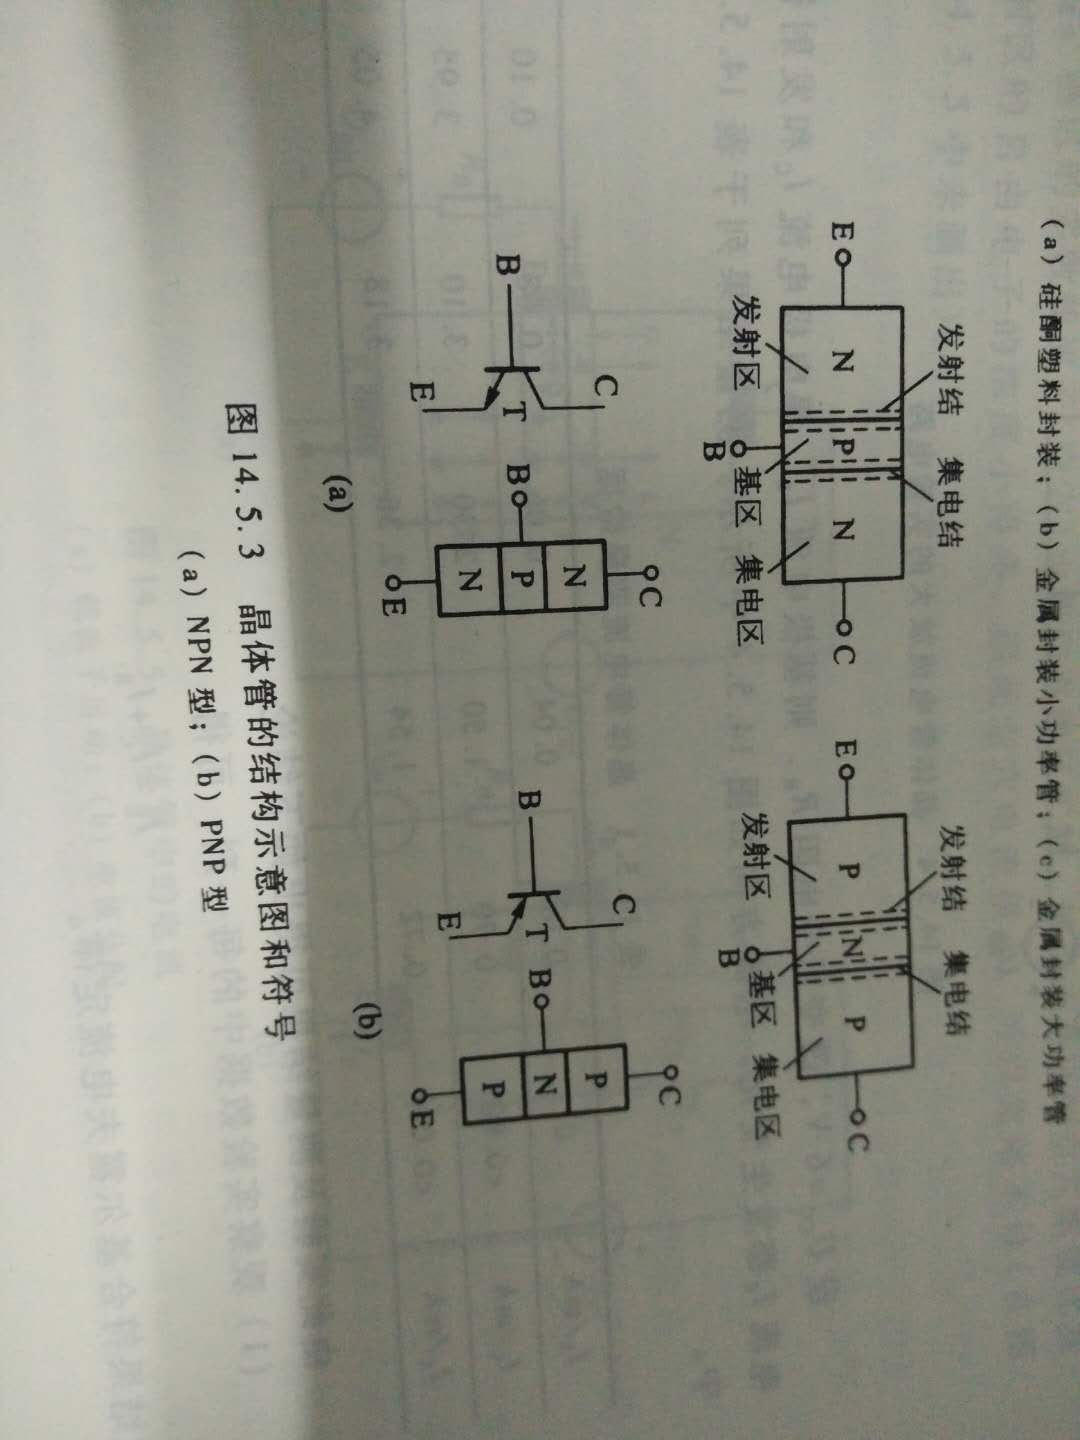 (a) 硅酮塑料封装；(b) 金属封装小功率管；(c) 金属封装大功率管
发射结 集电结
E N P N C
发射区 B 基区 集电区
发射结 集电结
E P N P C
发射区 B 基区 集电区
C
B T
E
C
N
B P
N
E
(a)
C
B T
E
C
P
B N
P
E
(b)
图 14.5.3 晶体管的结构示意图和符号
(a) NPN 型；(b) PNP 型